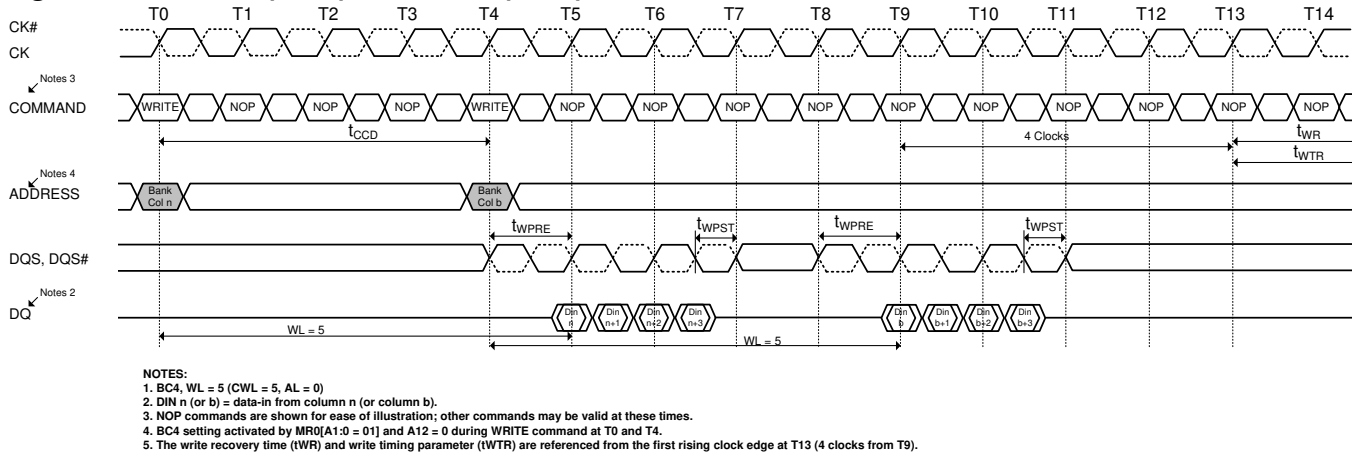 T0 T1 T2 T3 T4 T5 T6 T7 T8 T9 T10 T11 T12 T13 T14
CK#
CK
Notes 3
COMMAND WRITE NOP NOP NOP WRITE NOP NOP NOP NOP NOP NOP NOP NOP NOP NOP
tCCD 4 Clocks tWR
tWTR
Notes 4
ADDRESS Bank Col n Bank Col b
tWPRE tWPST tWPRE tWPST
DQS, DQS#
Notes 2
DQ Din n Din n+1 Din n+2 Din n+3 Din b Din b+1 Din b+2 Din b+3
WL = 5
WL = 5
NOTES:
1. BC4, WL = 5 (CWL = 5, AL = 0)
2. DIN n (or b) = data-in from column n (or column b).
3. NOP commands are shown for ease of illustration; other commands may be valid at these times.
4. BC4 setting activated by MR0[A1:0 = 01] and A12 = 0 during WRITE command at T0 and T4.
5. The write recovery time (tWR) and write timing parameter (tWTR) are referenced from the first rising clock edge at T13 (4 clocks from T9).